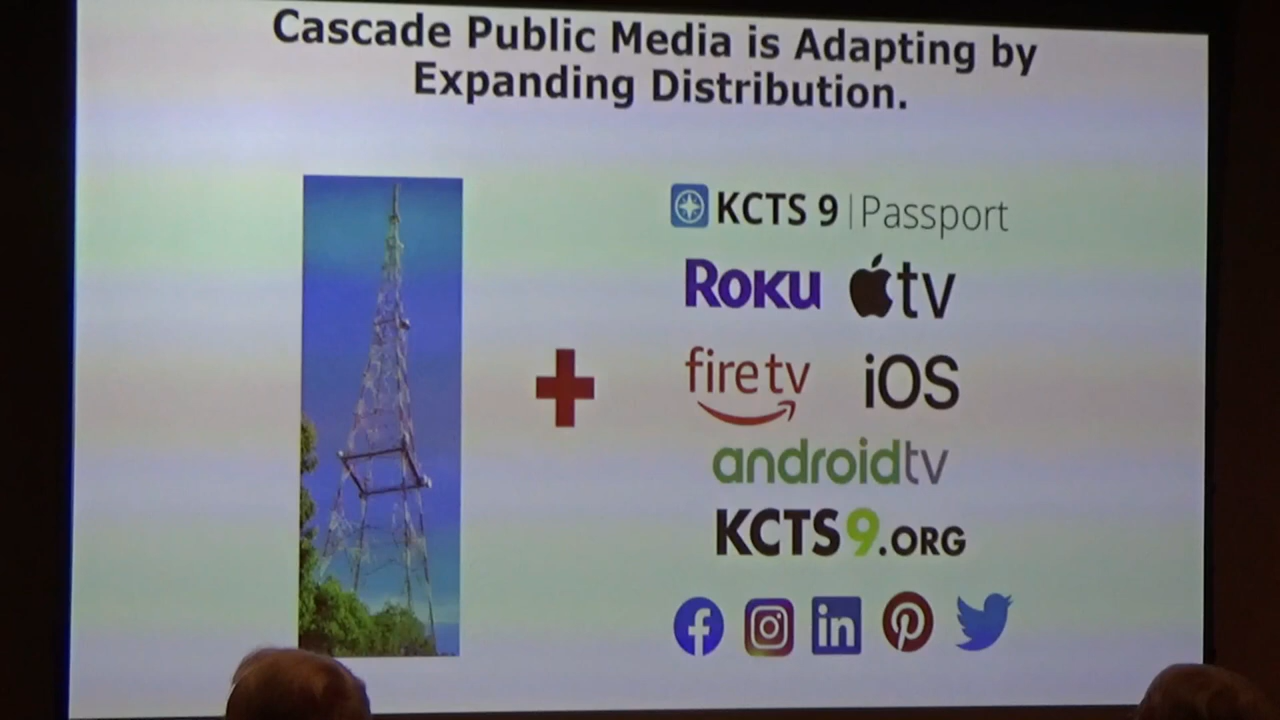 Cascade Public Media is Adapting by
Expanding Distribution.
KCTS 9 | Passport
Roku tv
fire tv iOS
androidtv
KCTS9.ORG
in